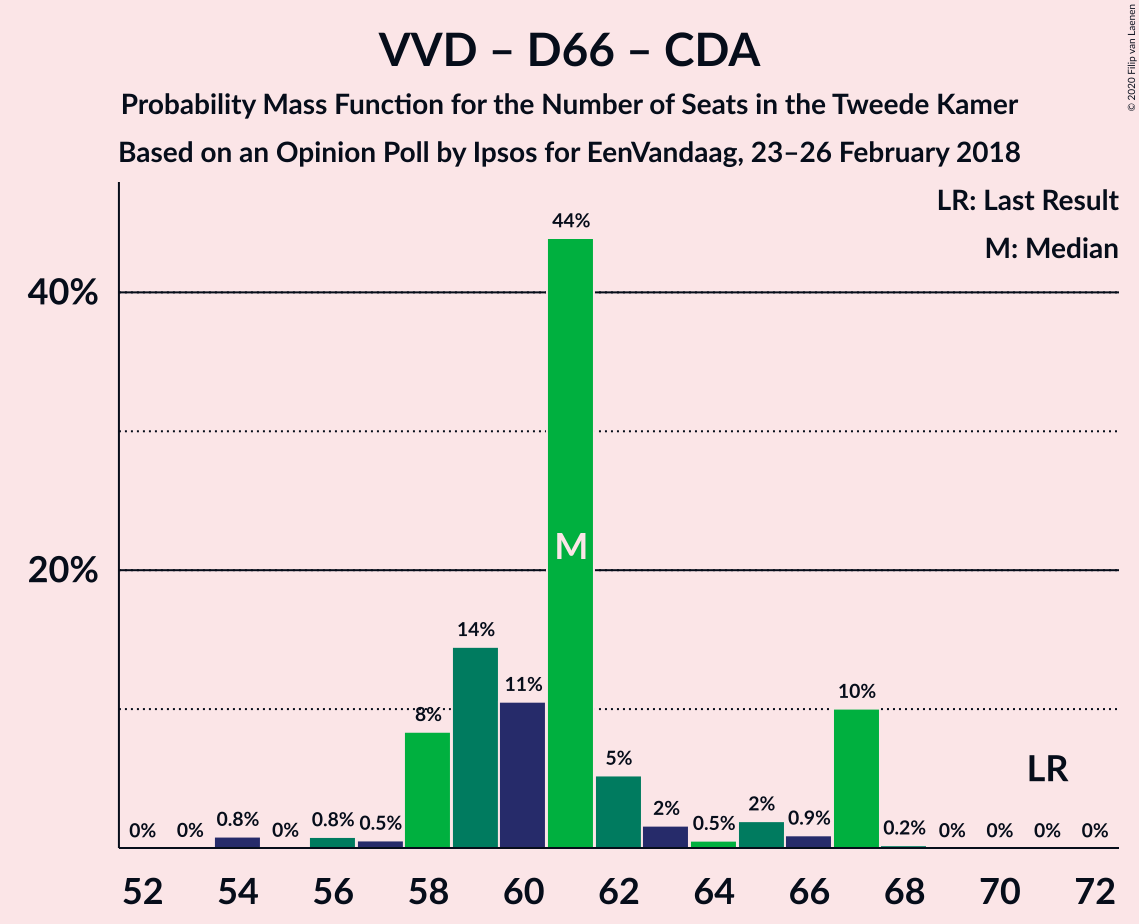 VVD – D66 – CDA
Probability Mass Function for the Number of Seats in the Tweede Kamer
Based on an Opinion Poll by Ipsos for EenVandaag, 23–26 February 2018
© 2020 Filip van Laenen
LR: Last Result
M: Median
40%
20%
0% 0% 0.8% 0% 0.8% 0.5% 8% 14% 11% 44% 5% 2% 0.5% 2% 0.9% 10% 0.2% 0% 0% 0% 0%
M
LR
52 54 56 58 60 62 64 66 68 70 72